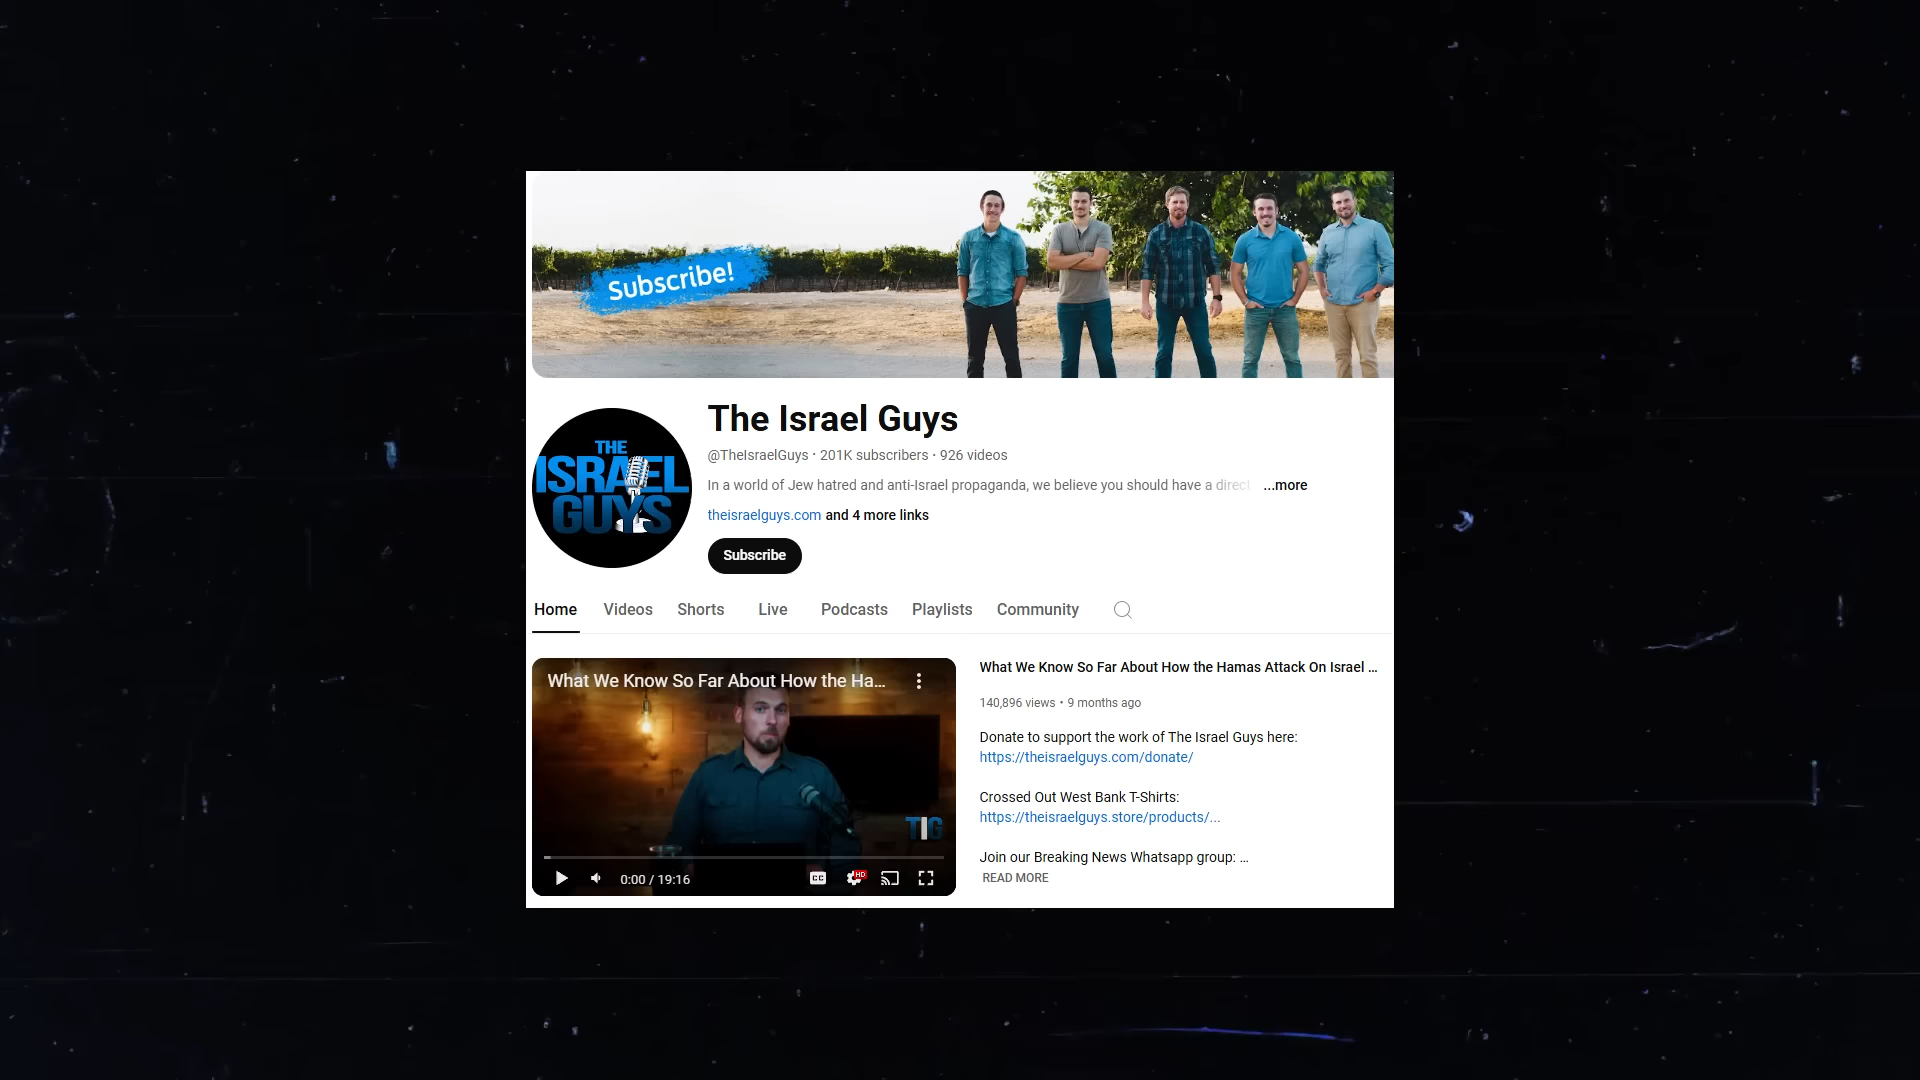 Subscribe!
THE
ISRAEL
GUYS
The Israel Guys
@TheIsraelGuys · 201K subscribers · 926 videos
In a world of Jew hatred and anti-Israel propaganda, we believe you should have a direct ...more
theisraelguys.com and 4 more links
Subscribe
Home Videos Shorts Live Podcasts Playlists Community
What We Know So Far About How the Ha...
TIG
0:00 / 19:16
CC HD
What We Know So Far About How the Hamas Attack On Israel ...
140,896 views • 9 months ago
Donate to support the work of The Israel Guys here:
https://theisraelguys.com/donate/
Crossed Out West Bank T-Shirts:
https://theisraelguys.store/products/...
Join our Breaking News Whatsapp group: ...
READ MORE